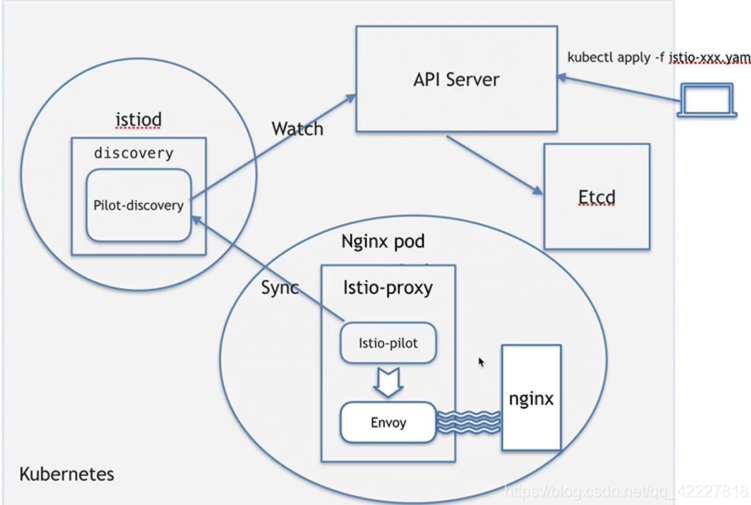 kubectl apply -f istio-xxx.yam
API Server
istiod
Watch
discovery
Pilot-discovery
Etcd
Nginx pod
Sync
Istio-proxy
Istio-pilot
nginx
Envoy
Kubernetes
https://blog.csdn.net/qq_42227818